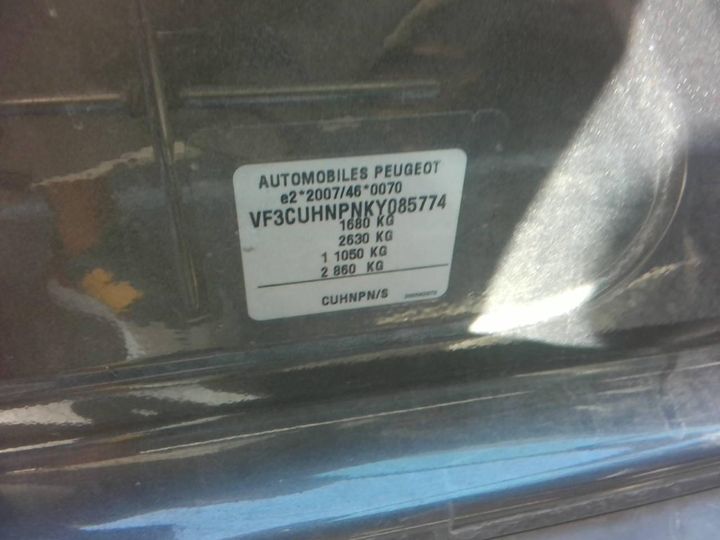 AUTOMOBILES PEUGEOT
e2*2007/46*0070
VF3CUHNPNKY085774
1680 KG
2630 KG
1 1050 KG
2 860 KG
CUHNPN/S